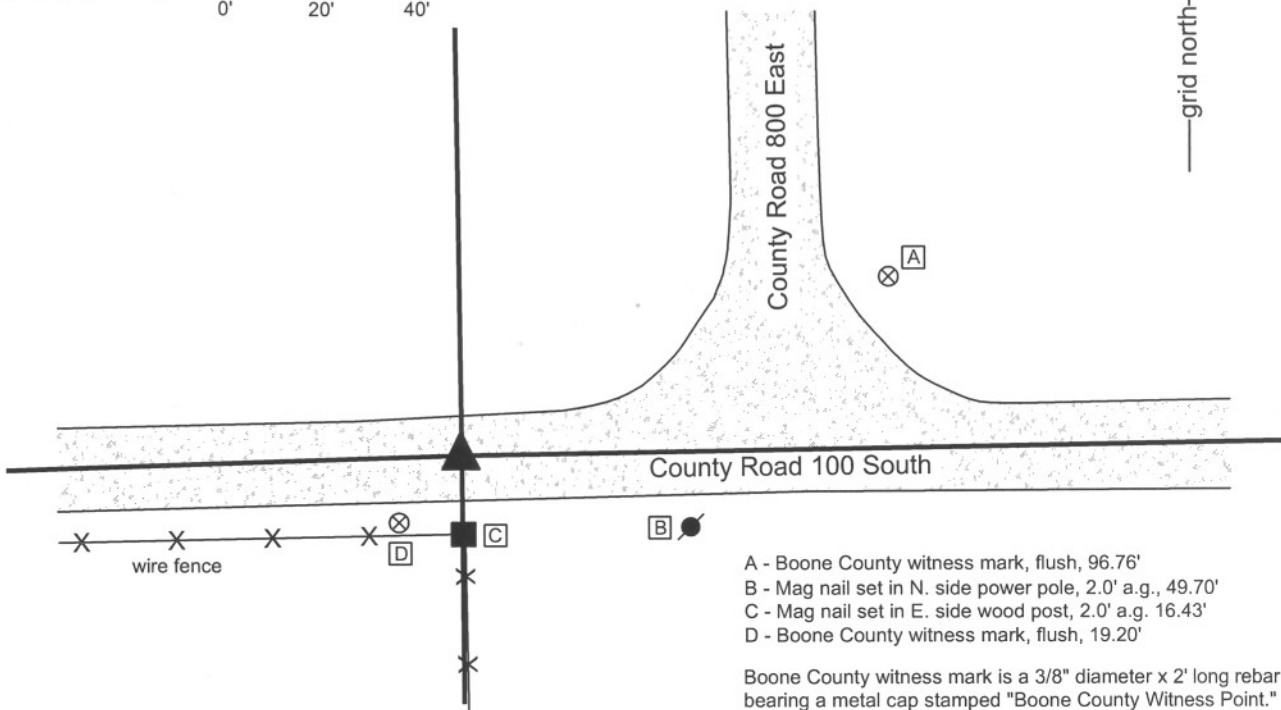 0' 20' 40'
grid north
County Road 800 East
A
County Road 100 South
B
C
D
wire fence
A - Boone County witness mark, flush, 96.76'
B - Mag nail set in N. side power pole, 2.0' a.g., 49.70'
C - Mag nail set in E. side wood post, 2.0' a.g. 16.43'
D - Boone County witness mark, flush, 19.20'
Boone County witness mark is a 3/8" diameter x 2' long rebar
bearing a metal cap stamped "Boone County Witness Point."